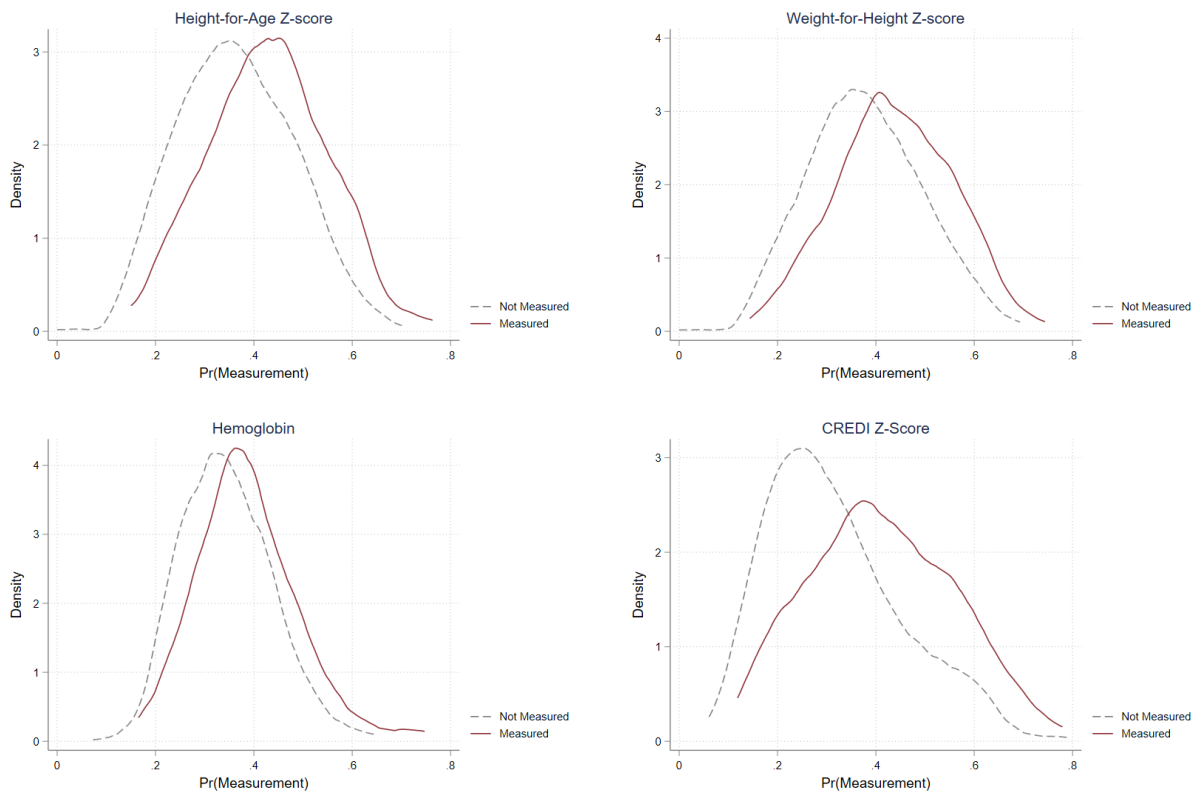 Height-for-Age Z-score
Density
3
2
1
0
0 .2 .4 .6 .8
Pr(Measurement)
Not Measured
Measured
Weight-for-Height Z-score
Density
4
3
2
1
0
0 .2 .4 .6 .8
Pr(Measurement)
Not Measured
Measured
Hemoglobin
Density
4
3
2
1
0
0 .2 .4 .6 .8
Pr(Measurement)
Not Measured
Measured
CREDI Z-Score
Density
3
2
1
0
0 .2 .4 .6 .8
Pr(Measurement)
Not Measured
Measured